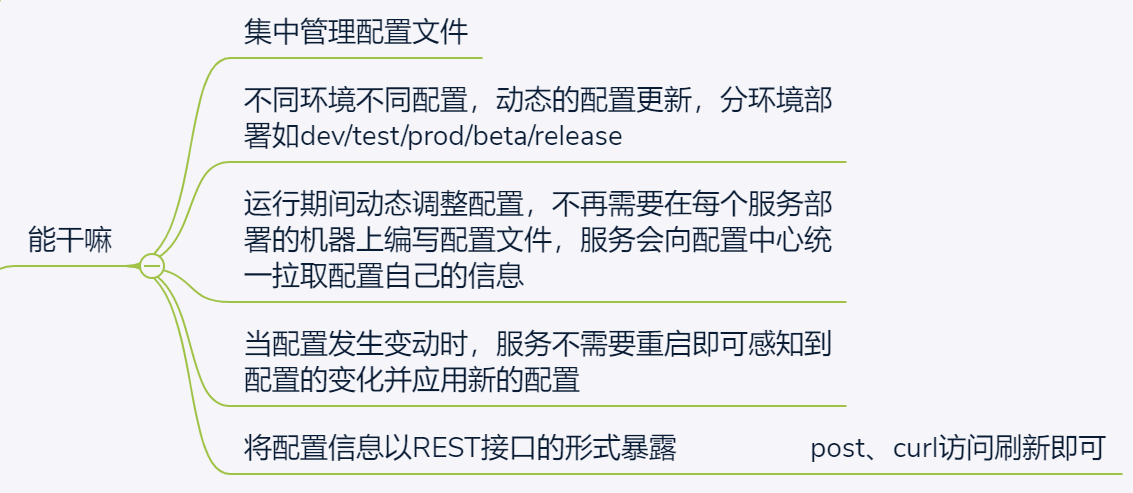 集中管理配置文件
不同环境不同配置，动态的配置更新，分环境部
署如dev/test/prod/beta/release
能干嘛
运行期间动态调整配置，不再需要在每个服务部
署的机器上编写配置文件，服务会向配置中心统
一拉取配置自己的信息
当配置发生变动时，服务不需要重启即可感知到
配置的变化并应用新的配置
将配置信息以REST接口的形式暴露 post、curl访问刷新即可